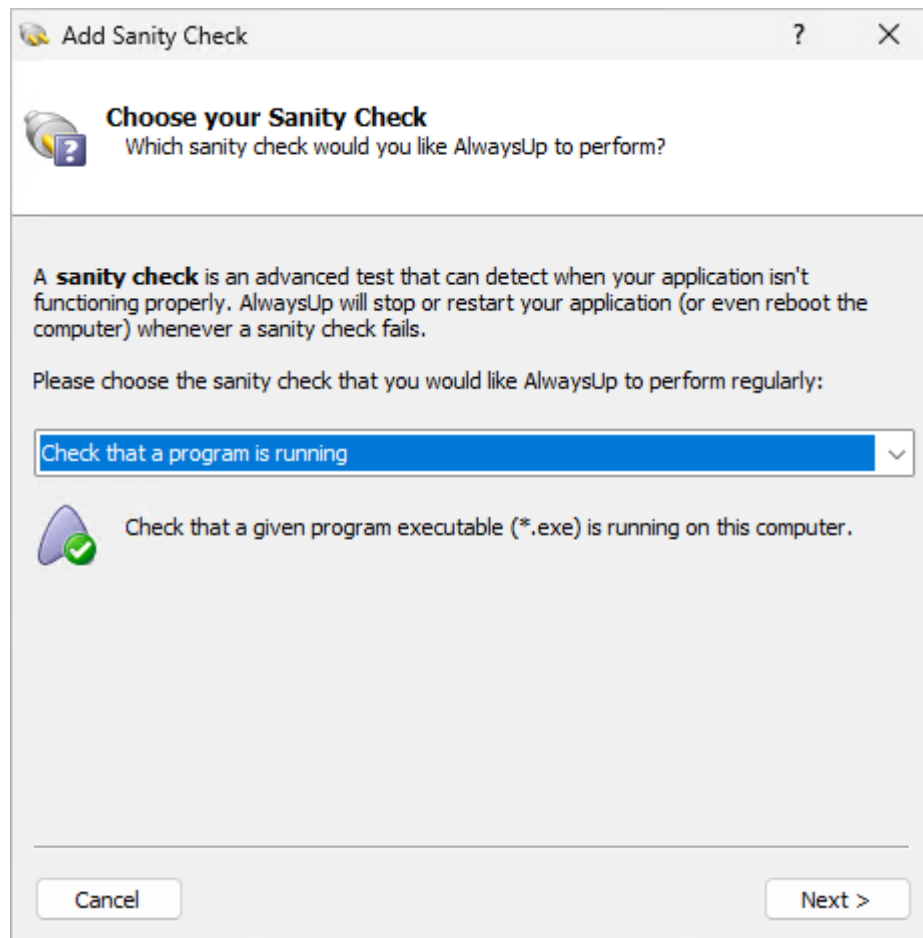 Add Sanity Check
?
Choose your Sanity Check
Which sanity check would you like AlwaysUp to perform?
A sanity check is an advanced test that can detect when your application isn't
functioning properly. AlwaysUp will stop or restart your application (or even reboot the
computer) whenever a sanity check fails.
Please choose the sanity check that you would like AlwaysUp to perform regularly:
Check that a program is running
Check that a given program executable (*.exe) is running on this computer.
Cancel
Next >